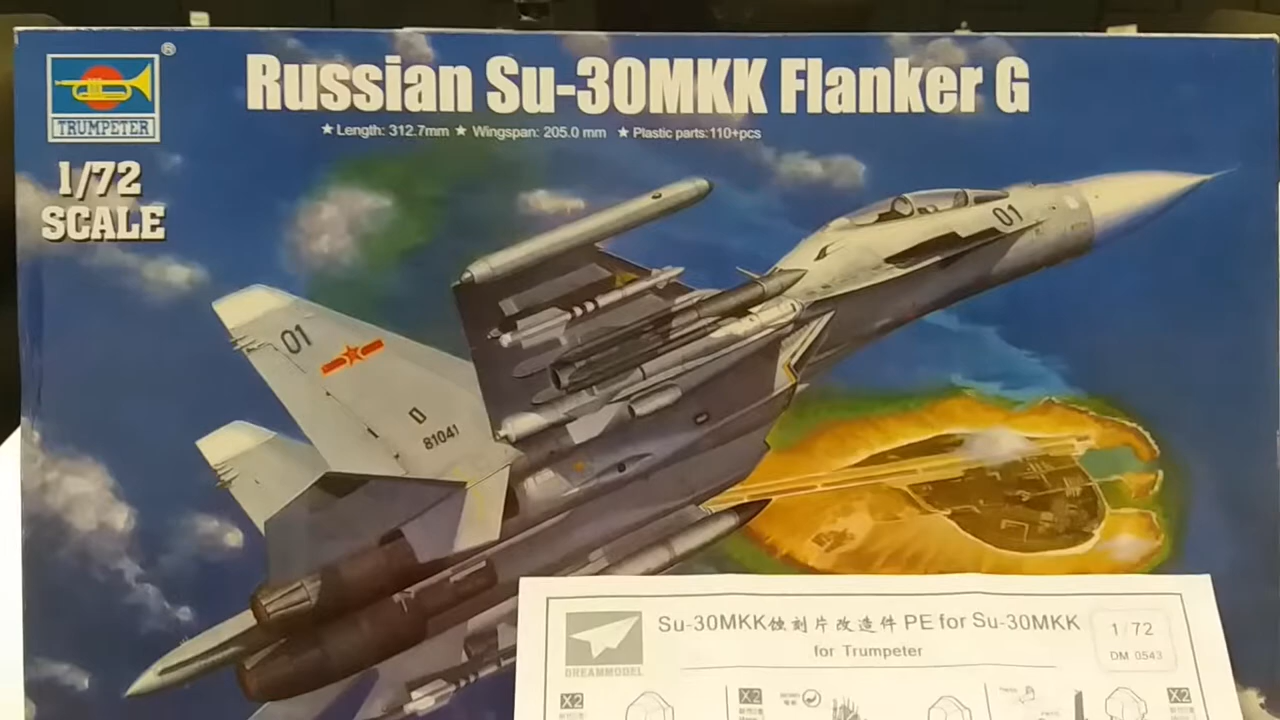 ®
Russian Su-30MKK Flanker G
TRUMPETER
★Length: 312.7mm ★ Wingspan: 205.0 mm ★ Plastic parts:110+pcs
1/72
SCALE
01
01
D
81041
Su-30MKK蚀刻片改造件 PE for Su-30MKK
for Trumpeter
1/72
DM 0543
DREAMMODEL
X2
X2
X2